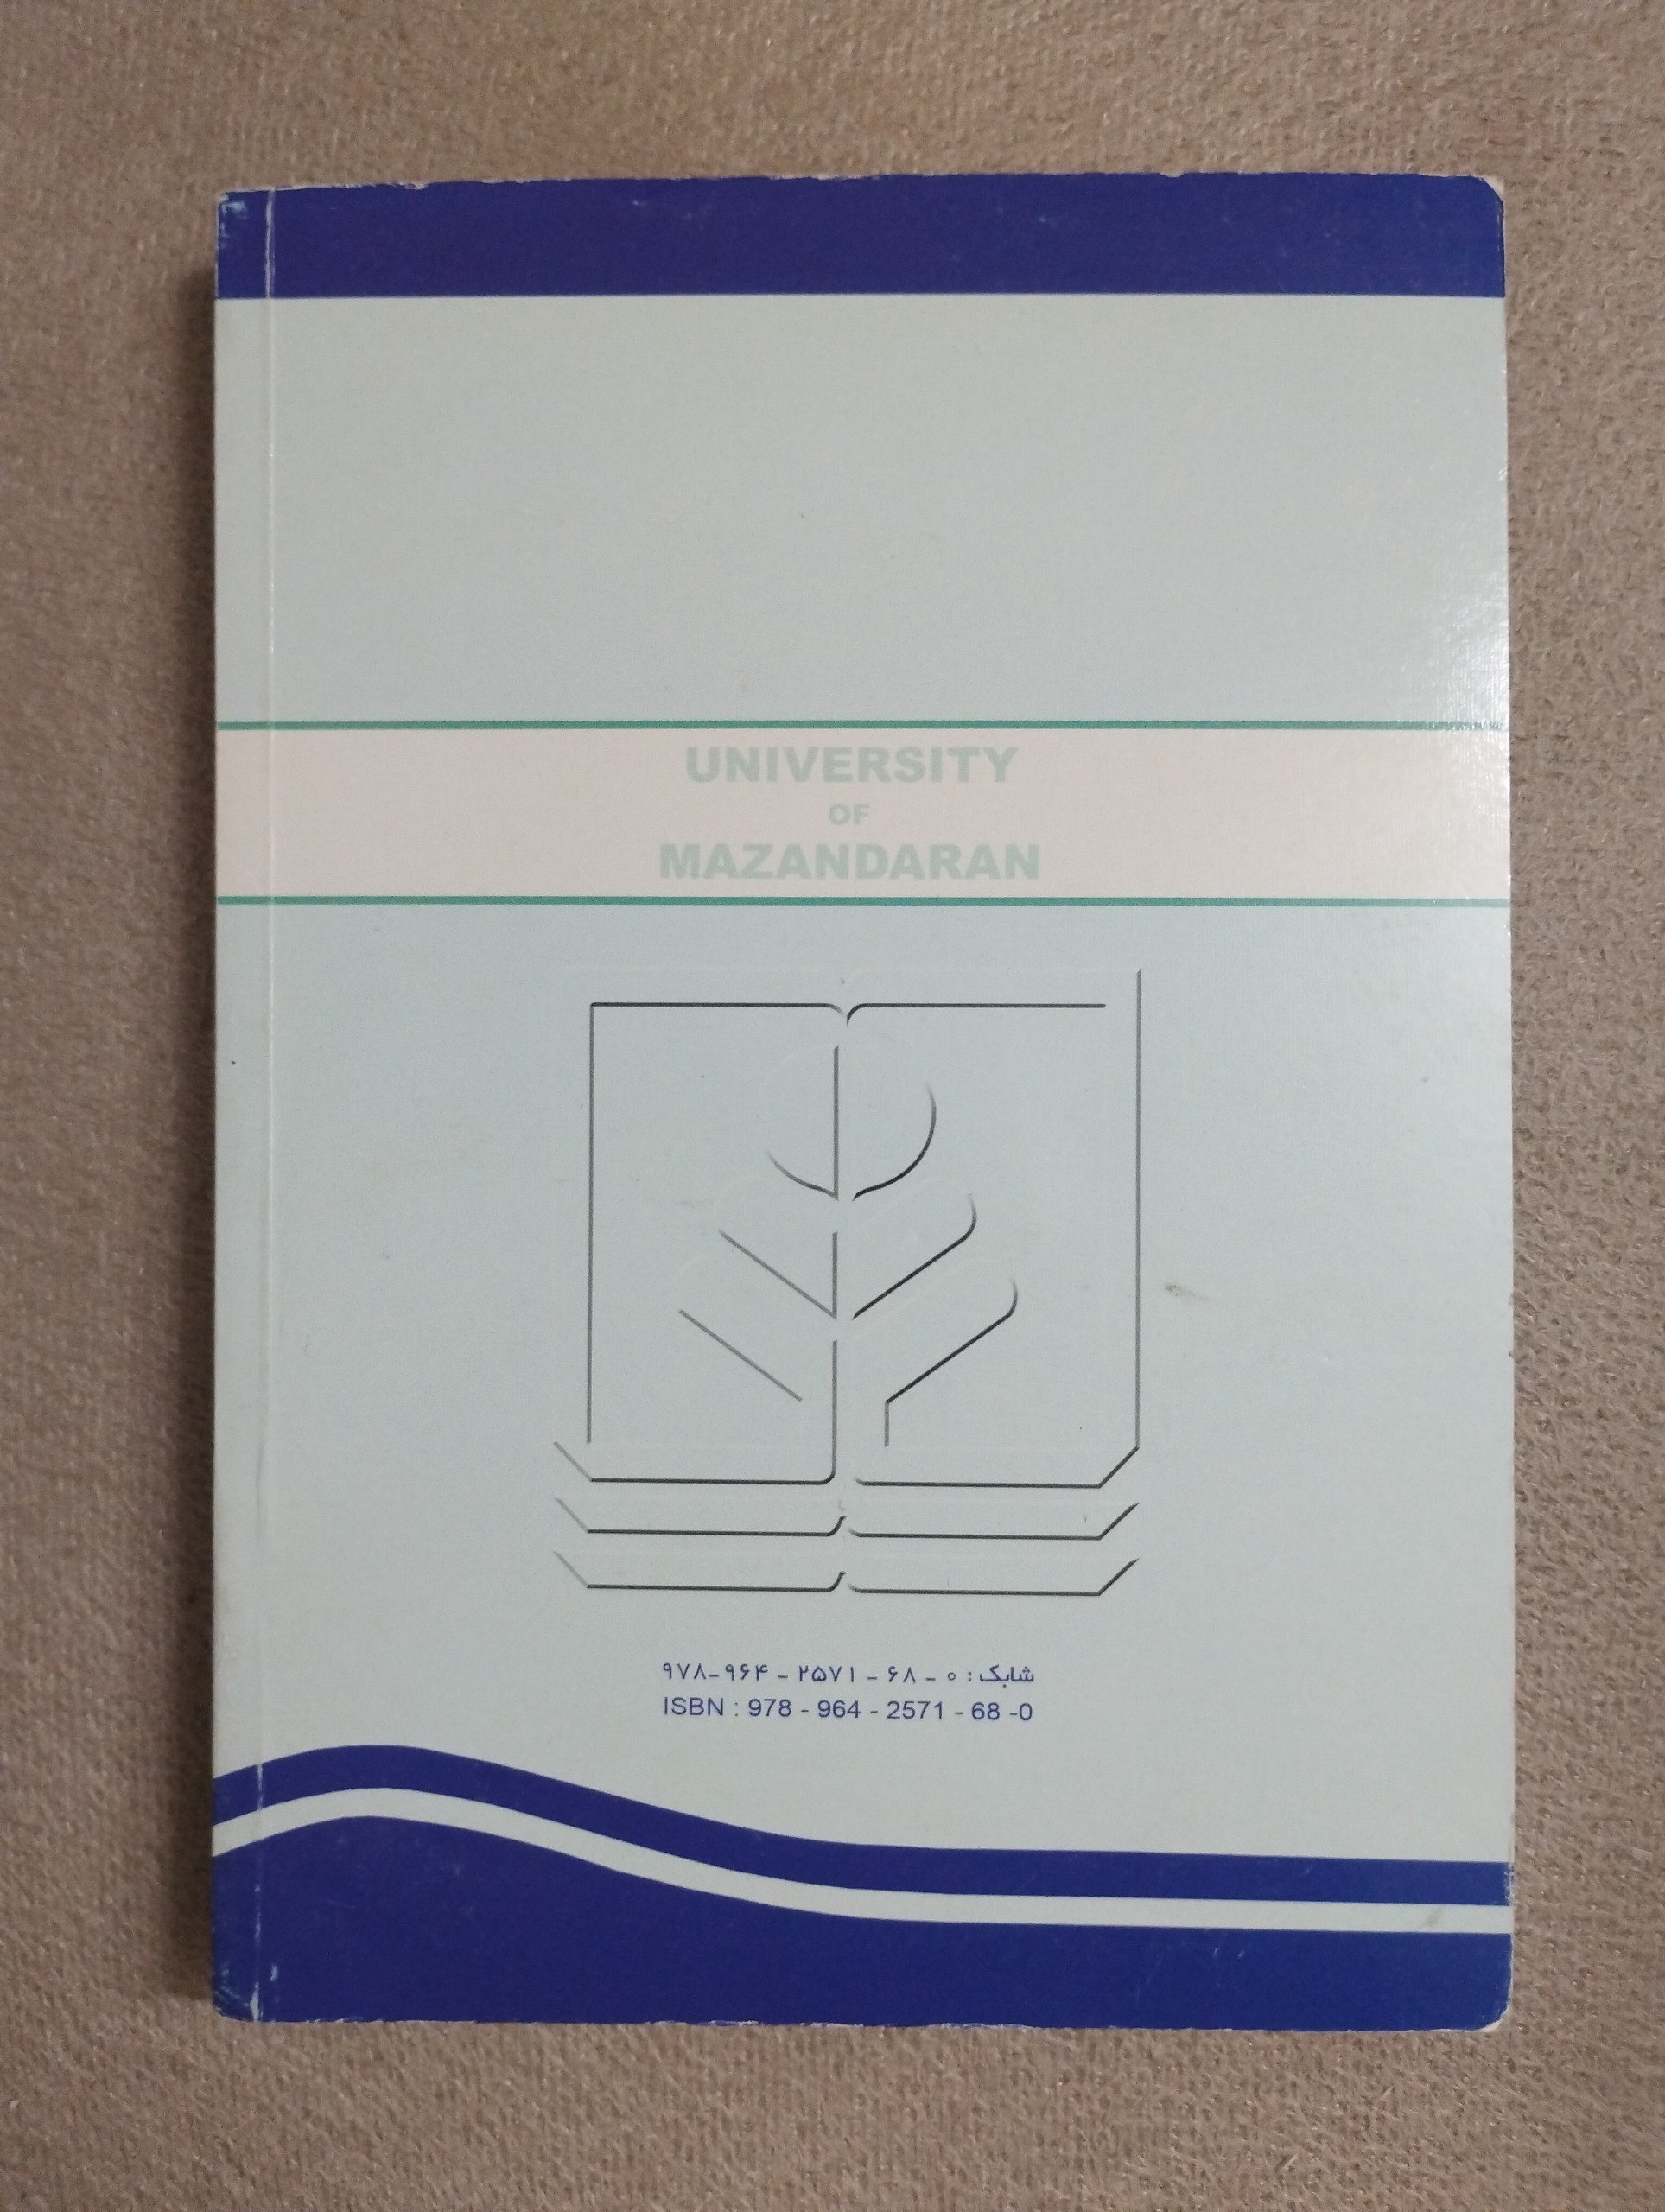 UNIVERSITY
OF
MAZANDARAN
شابک : ۰ - ۶۸ - ۲۵۷۱ - ۹۶۴-۹۷۸
ISBN : 978 - 964 - 2571 - 68 -0